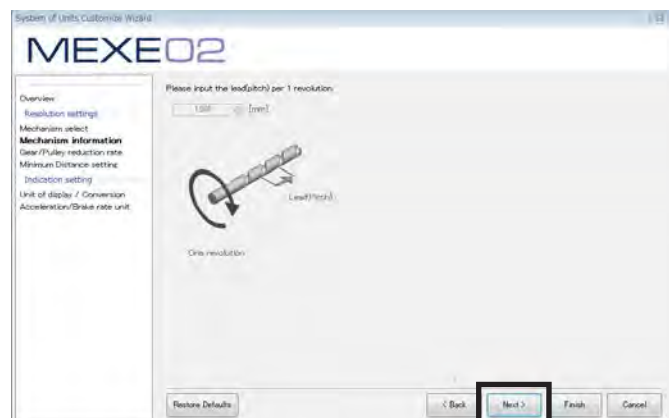 System of Units Customize Wizard
MEXE02
Overview
Resolution settings
Mechanism select
Mechanism information
Gear/Pulley reduction rate
Minimum Distance setting
Indication setting
Unit of display / Conversion
Acceleration/Brake rate unit
Please input the lead(pitch) per 1 revolution
[mm]
Lead(Pitch)
One revolution
Restore Defaults
< Back
Next >
Finish
Cancel